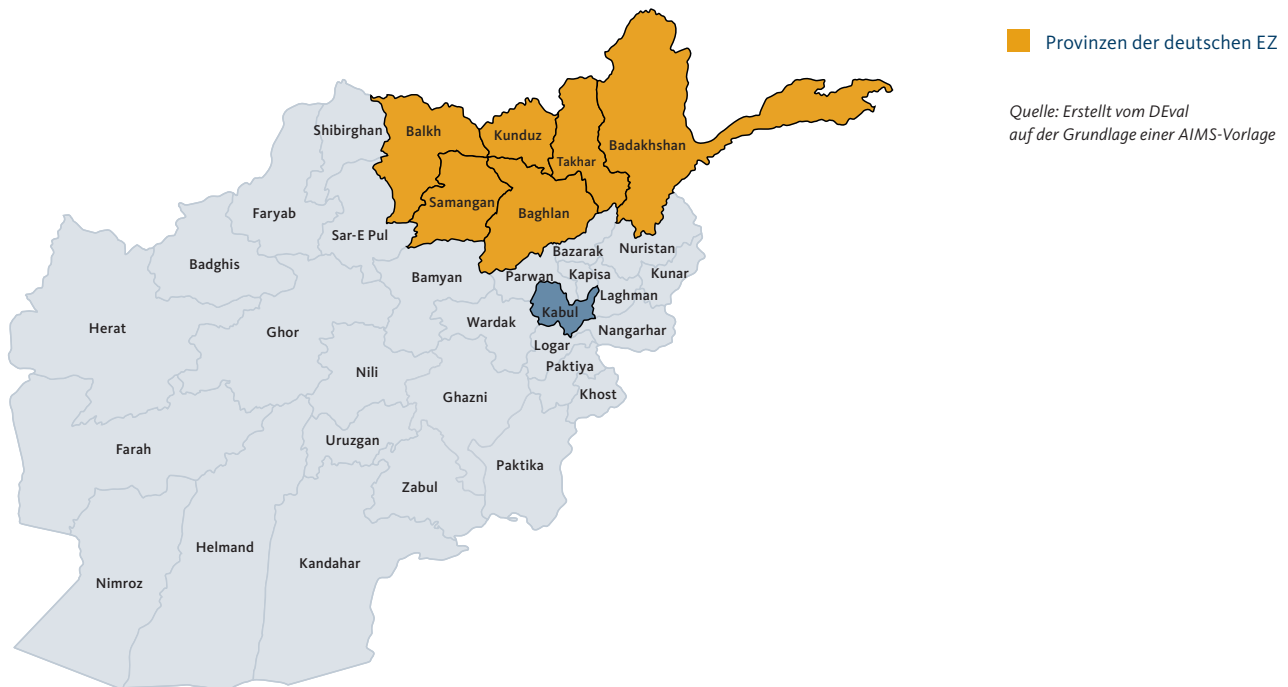 Provinzen der deutschen EZ
Quelle: Erstellt vom DEval
auf der Grundlage einer AIMS-Vorlage
Shibirghan
Balkh
Kunduz
Takhar
Badakhshan
Samangan
Baghlan
Faryab
Sar-E Pul
Badghis
Bamyan
Bazarak
Nuristan
Parwan
Kapisa
Kunar
Laghman
Kabul
Herat
Ghor
Wardak
Nangarhar
Logar
Paktiya
Nili
Ghazni
Khost
Farah
Uruzgan
Paktika
Zabul
Helmand
Kandahar
Nimroz